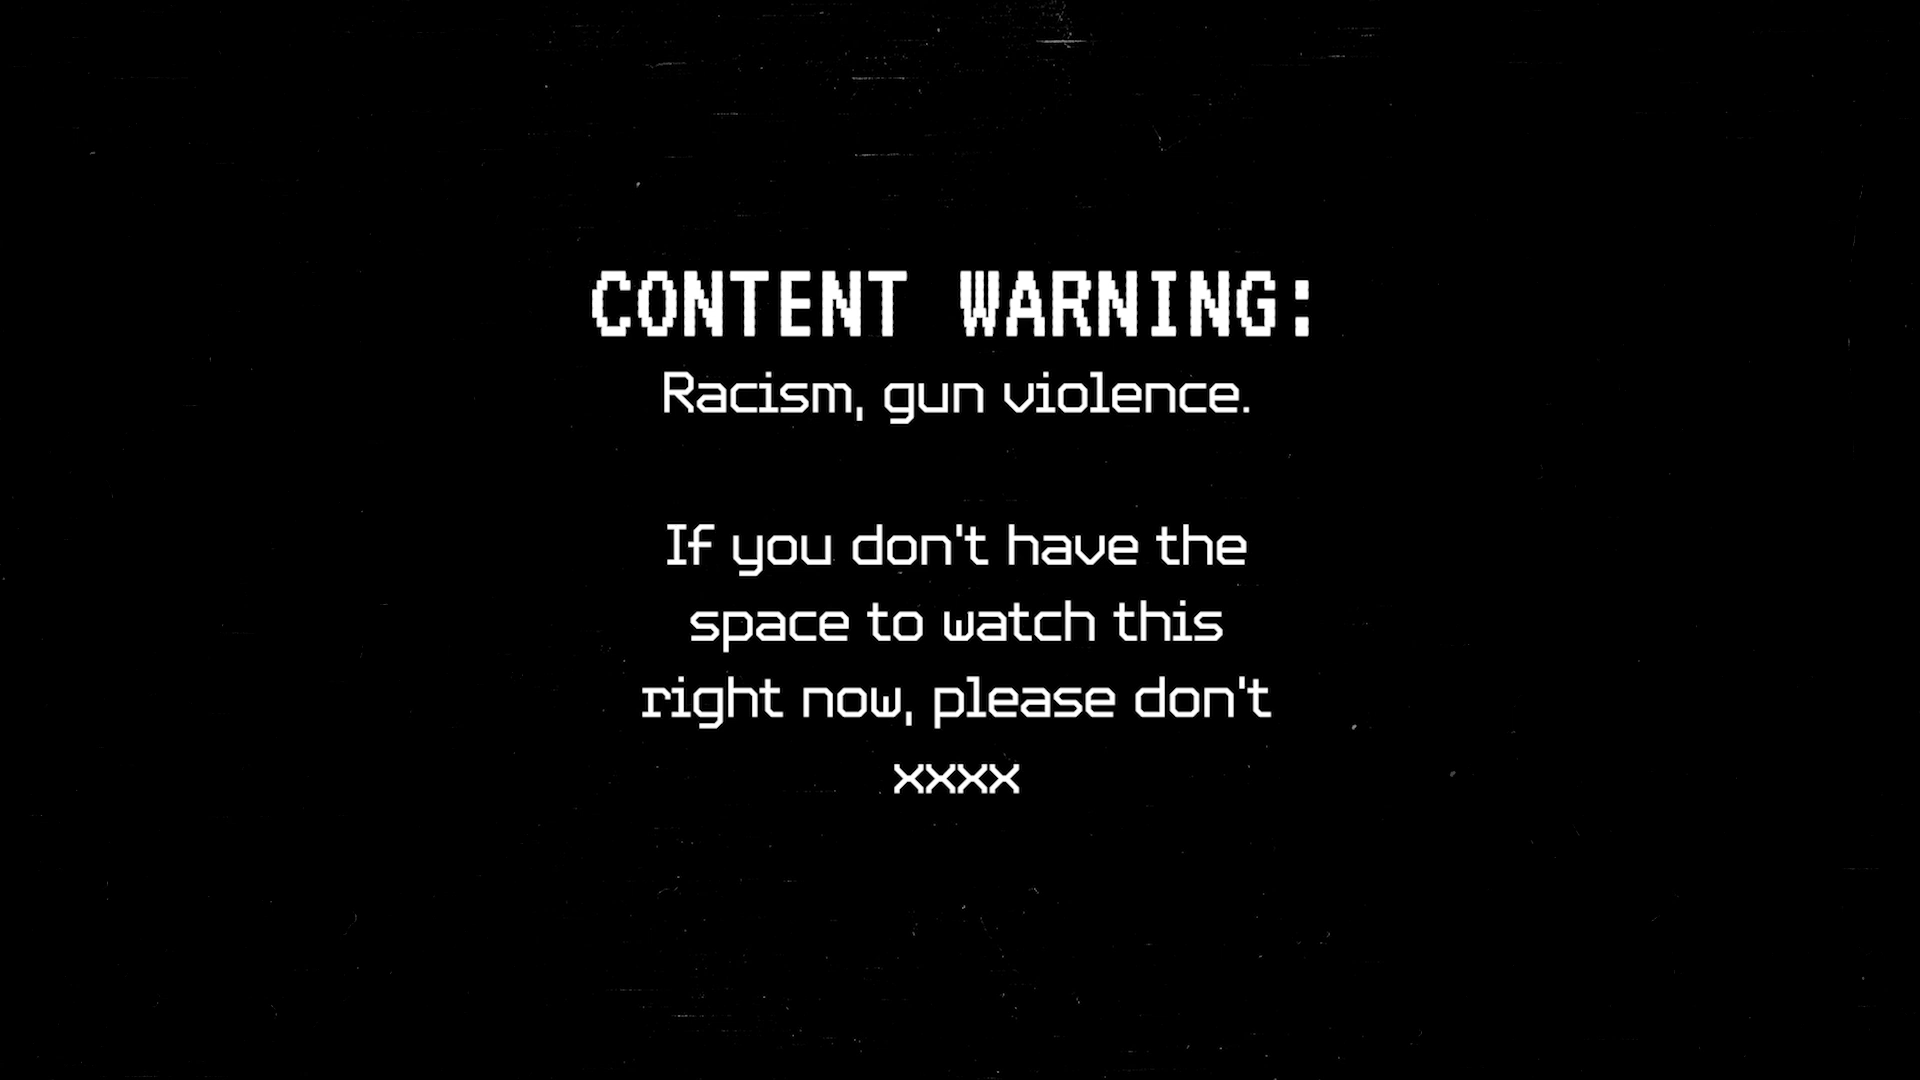 CONTENT WARNING:
Racism, gun violence.
If you don't have the
space to watch this
right now, please don't
xxxx